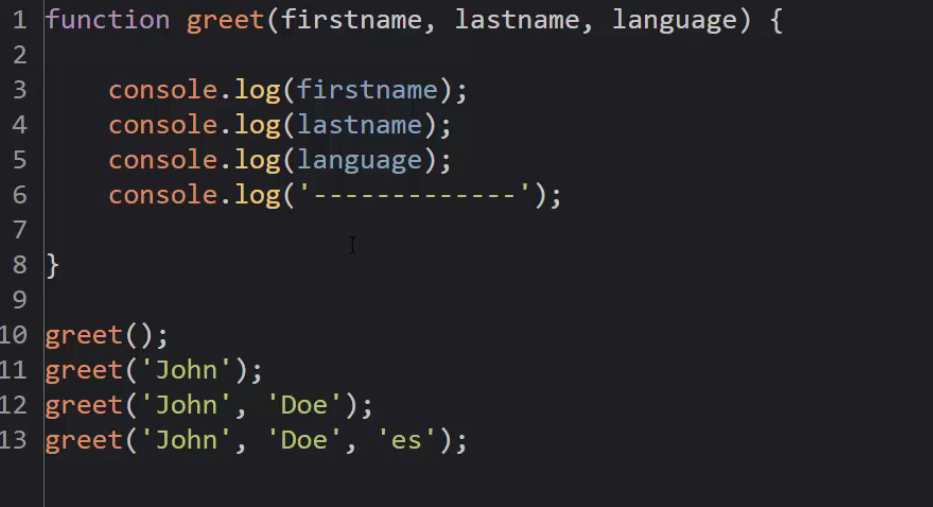 1 function greet(firstname, lastname, language) {
2
3     console.log(firstname);
4     console.log(lastname);
5     console.log(language);
6     console.log('-------------');
7
8 }
9
10 greet();
11 greet('John');
12 greet('John', 'Doe');
13 greet('John', 'Doe', 'es');